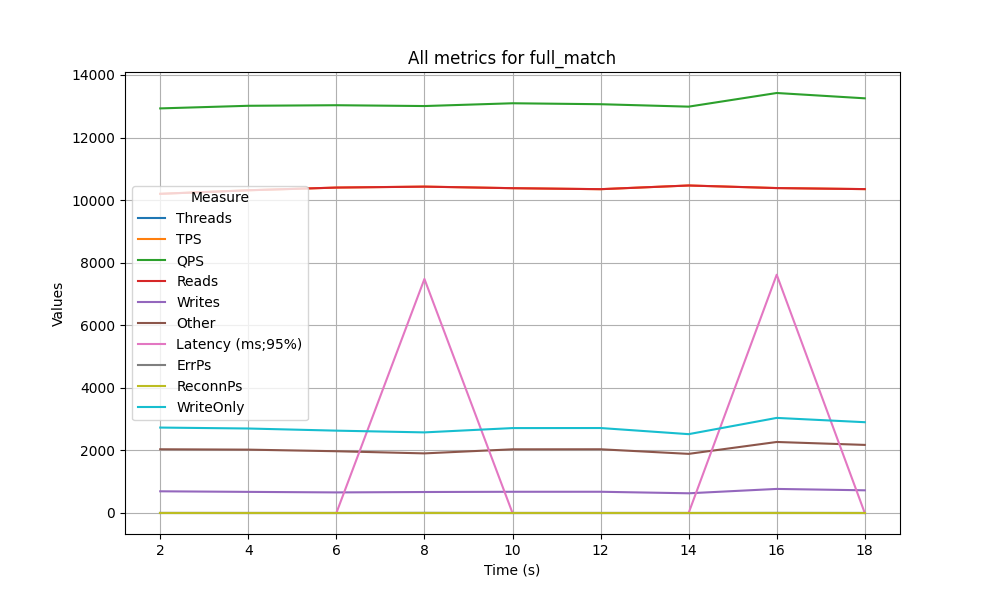 All metrics for full_match
14000
12000
10000
8000
6000
4000
2000
0
Values
Measure
Threads
TPS
QPS
Reads
Writes
Other
Latency (ms;95%)
ErrPs
ReconnPs
WriteOnly
2 4 6 8 10 12 14 16 18
Time (s)